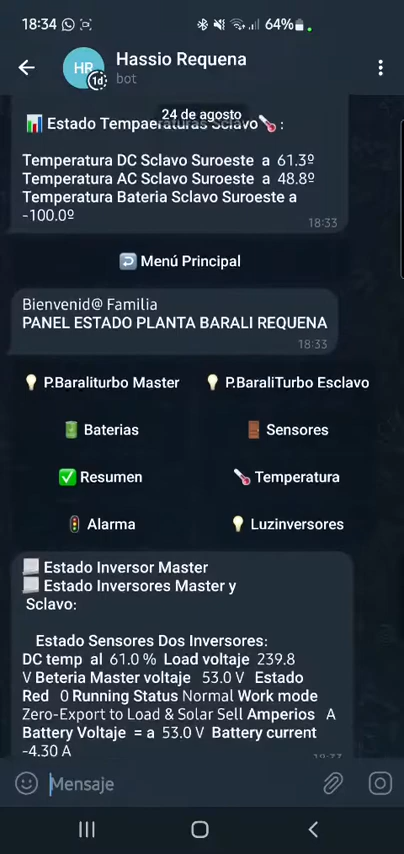 18:34 64%
Hassio Requena
HR
1d
bot
24 de agosto
Estado Tempaeraturas Sclavo :
Temperatura DC Sclavo Suroeste a 61.3º
Temperatura AC Sclavo Suroeste a 48.8º
Temperatura Bateria Sclavo Suroeste a
-100.0º
18:33
Menú Principal
Bienvenid@ Familia
PANEL ESTADO PLANTA BARALI REQUENA
18:33
P.Baraliturbo Master P.BaraliTurbo Esclavo
Baterias Sensores
Resumen Temperatura
Alarma Luzinversores
Estado Inversor Master
Estado Inversores Master y
Sclavo:
Estado Sensores Dos Inversores:
DC temp al 61.0 % Load voltaje 239.8
V Beteria Master voltaje 53.0 V Estado
Red 0 Running Status Normal Work mode
Zero-Export to Load & Solar Sell Amperios A
Battery Voltaje = a 53.0 V Battery current
-4.30 A
Mensaje